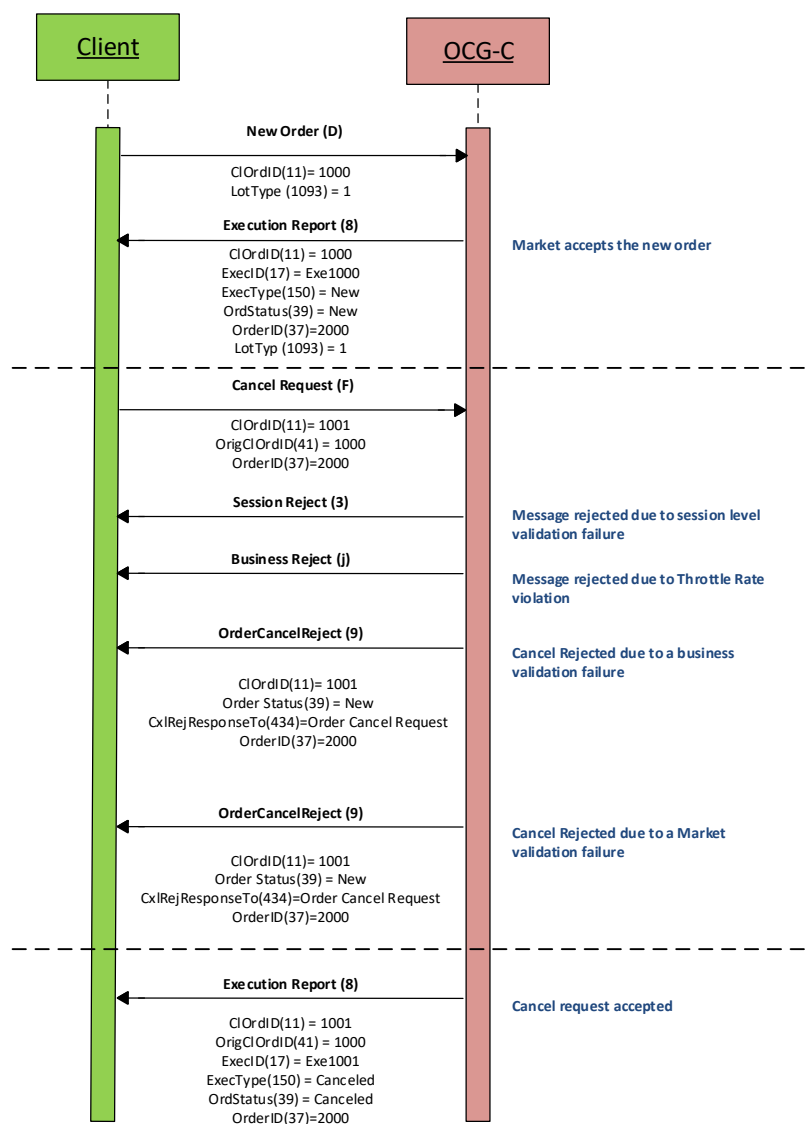 Client
OCG-C
New Order (D)
ClOrdID(11)= 1000
LotType (1093) = 1
Execution Report (8)
Market accepts the new order
ClOrdID(11) = 1000
ExecID(17) = Exe1000
ExecType(150) = New
OrdStatus(39) = New
OrderID(37)=2000
LotTyp (1093) = 1
Cancel Request (F)
ClOrdID(11)= 1001
OrigClOrdID(41) = 1000
OrderID(37)=2000
Session Reject (3)
Message rejected due to session level
validation failure
Business Reject (j)
Message rejected due to Throttle Rate
violation
OrderCancelReject (9)
Cancel Rejected due to a business
validation failure
ClOrdID(11)= 1001
Order Status(39) = New
CxlRejResponseTo(434)=Order Cancel Request
OrderID(37)=2000
OrderCancelReject (9)
Cancel Rejected due to a Market
validation failure
ClOrdID(11)= 1001
Order Status(39) = New
CxlRejResponseTo(434)=Order Cancel Request
OrderID(37)=2000
Execution Report (8)
Cancel request accepted
ClOrdID(11) = 1001
OrigClOrdID(41) = 1000
ExecID(17) = Exe1001
ExecType(150) = Canceled
OrdStatus(39) = Canceled
OrderID(37)=2000